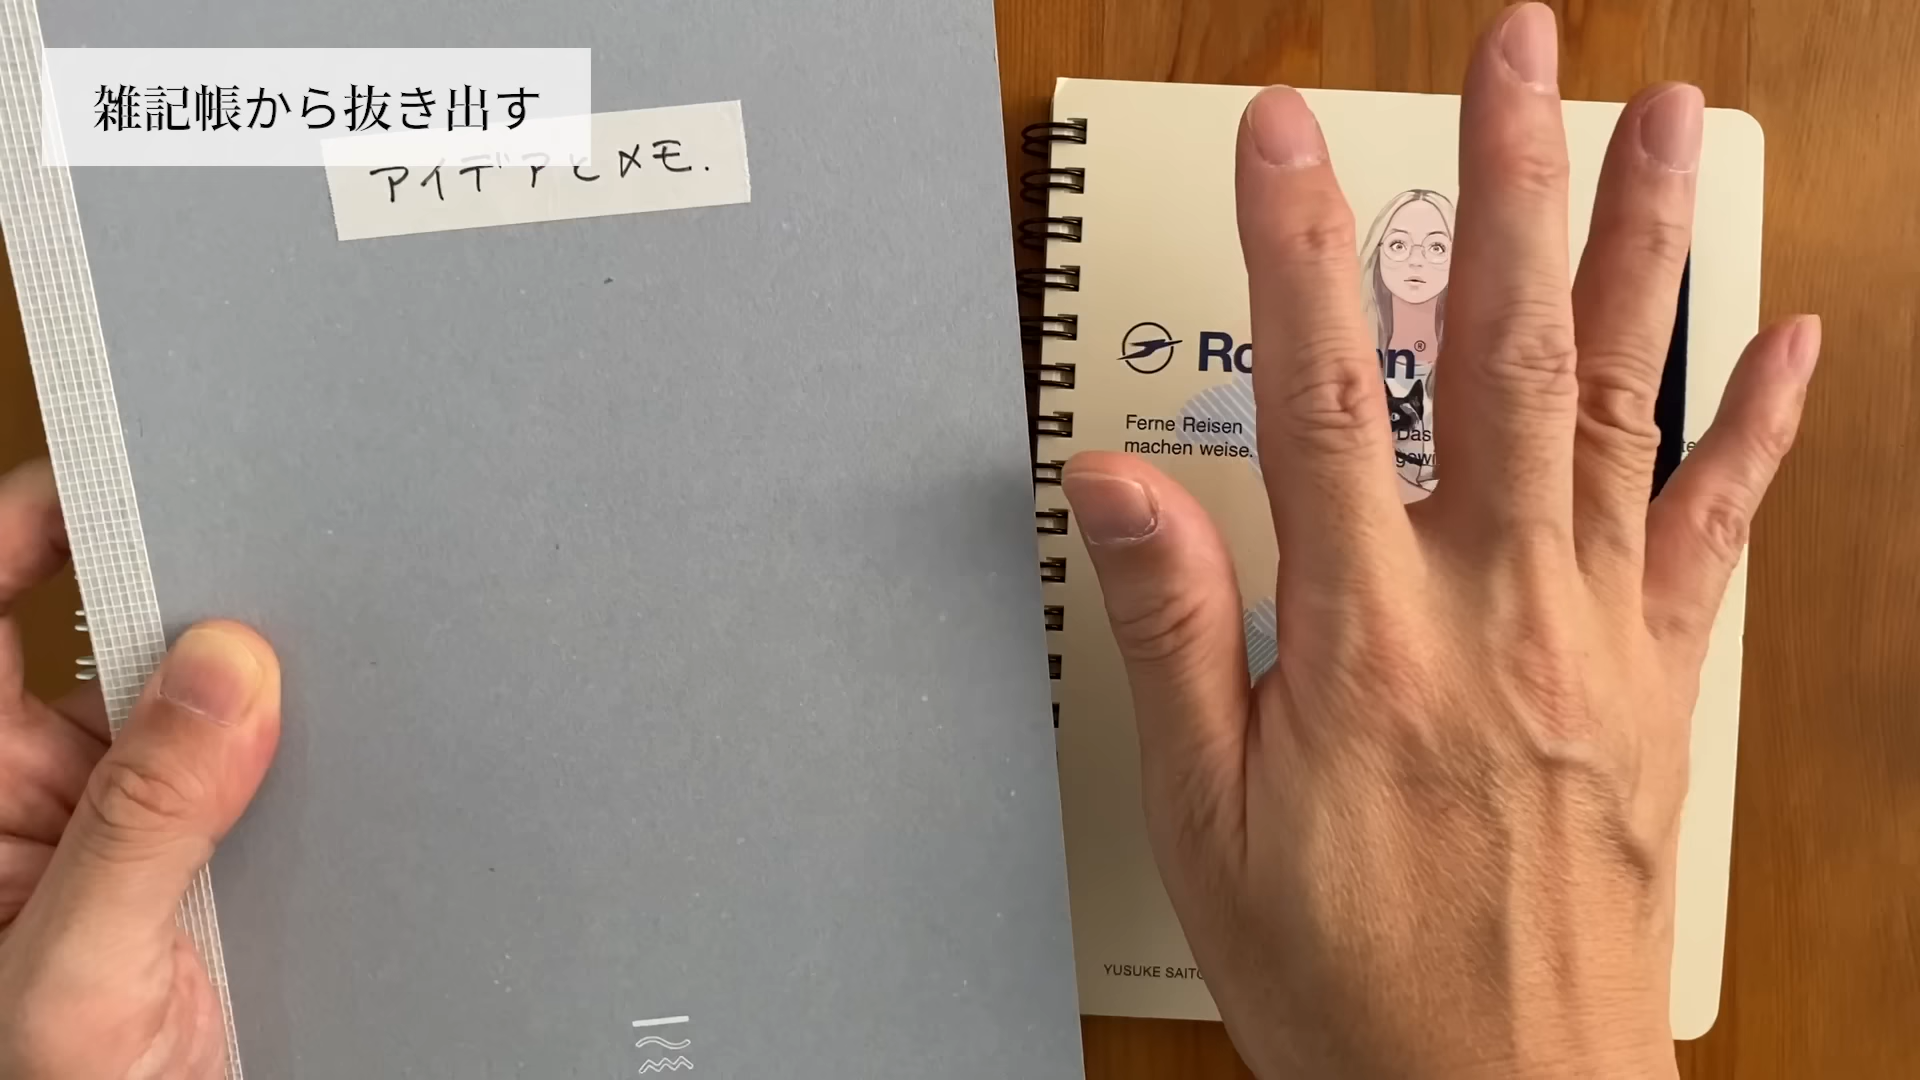 雑記帳から抜き出す
アイデアとメモ.
Ferne Reisen
machen weise.
Das
YUSUKE